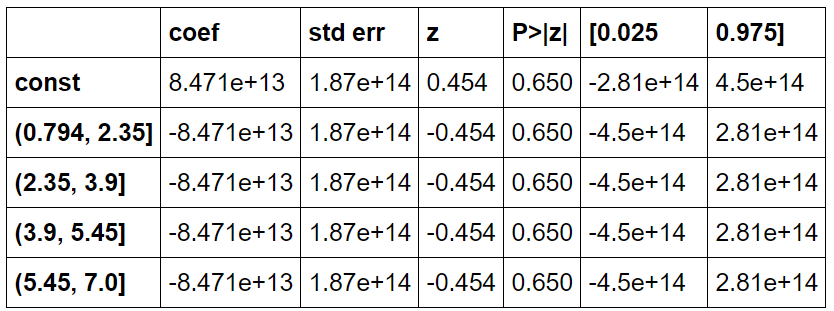 coef std err z P>|z| [0.025 0.975]
const 8.471e+13 1.87e+14 0.454 0.650 -2.81e+14 4.5e+14
(0.794, 2.35] -8.471e+13 1.87e+14 -0.454 0.650 -4.5e+14 2.81e+14
(2.35, 3.9] -8.471e+13 1.87e+14 -0.454 0.650 -4.5e+14 2.81e+14
(3.9, 5.45] -8.471e+13 1.87e+14 -0.454 0.650 -4.5e+14 2.81e+14
(5.45, 7.0] -8.471e+13 1.87e+14 -0.454 0.650 -4.5e+14 2.81e+14